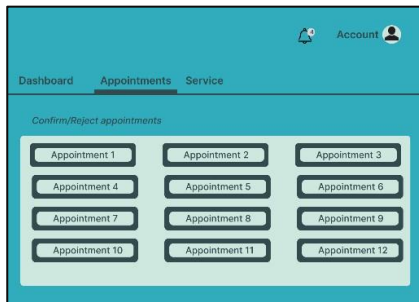 4
Account
Dashboard Appointments Service
Confirm/Reject appointments
Appointment 1 Appointment 2 Appointment 3
Appointment 4 Appointment 5 Appointment 6
Appointment 7 Appointment 8 Appointment 9
Appointment 10 Appointment 11 Appointment 12